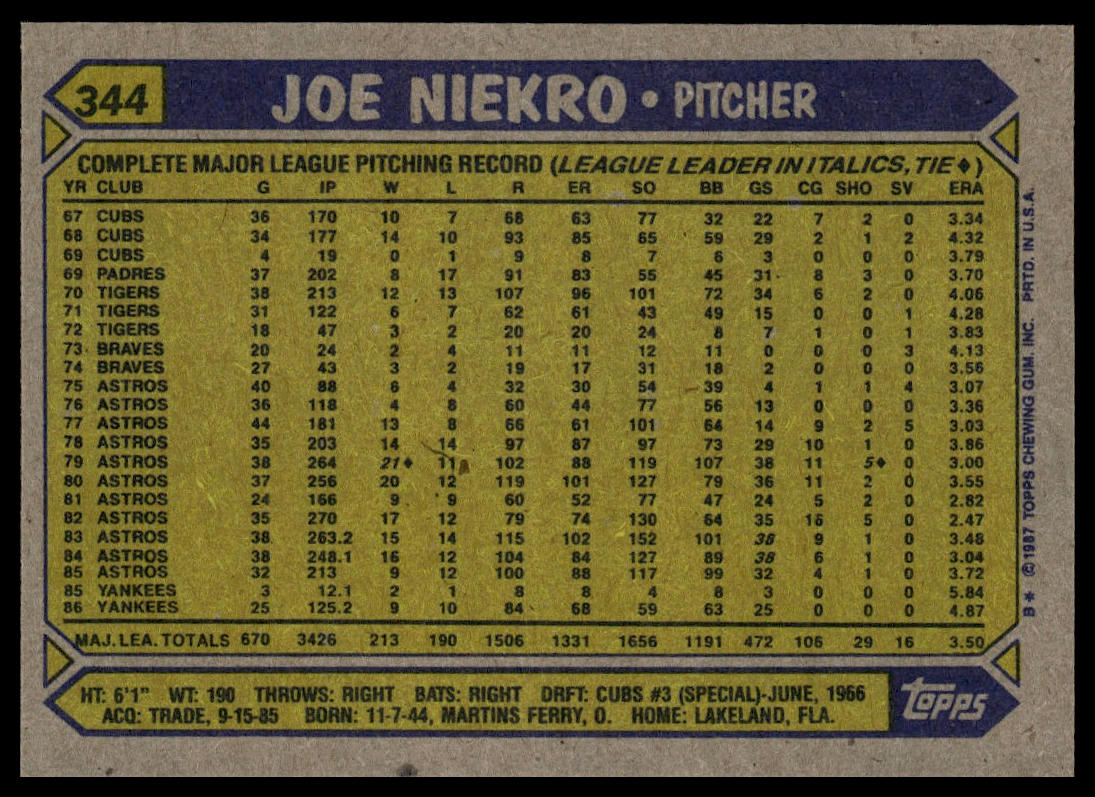 344
JOE NIEKRO • PITCHER
COMPLETE MAJOR LEAGUE PITCHING RECORD (LEAGUE LEADER IN ITALICS, TIE♦)
YR CLUB G IP W L R ER SO BB GS CG SHO SV ERA
67 CUBS 36 170 10 7 68 63 77 32 22 7 2 0 3.34
68 CUBS 34 177 14 10 93 85 65 59 29 2 1 2 4.32
69 CUBS 4 19 0 1 9 8 7 6 3 0 0 0 3.79
69 PADRES 37 202 8 17 91 83 55 45 31 8 3 0 3.70
70 TIGERS 38 213 12 13 107 96 101 72 34 6 2 0 4.06
71 TIGERS 31 122 6 7 62 61 43 49 15 0 0 1 4.28
72 TIGERS 18 47 3 2 20 20 24 8 7 1 0 1 3.83
73 BRAVES 20 24 2 4 11 11 12 11 0 0 0 3 4.13
74 BRAVES 27 43 3 2 19 17 31 18 2 0 0 0 3.56
75 ASTROS 40 88 6 4 32 30 54 39 4 1 1 4 3.07
76 ASTROS 36 118 4 8 60 44 77 56 13 0 0 0 3.36
77 ASTROS 44 181 13 8 66 61 101 64 14 9 2 5 3.03
78 ASTROS 35 203 14 14 97 87 97 73 29 10 1 0 3.86
79 ASTROS 38 264 21♦ 11 102 88 119 107 38 11 5♦ 0 3.00
80 ASTROS 37 256 20 12 119 101 127 79 36 11 2 0 3.55
81 ASTROS 24 166 9 9 60 52 77 47 24 5 2 0 2.82
82 ASTROS 35 270 17 12 79 74 130 64 35 16 5 0 2.47
83 ASTROS 38 263.2 15 14 115 102 152 101 38 9 1 0 3.48
84 ASTROS 38 248.1 16 12 104 84 127 89 38 6 1 0 3.04
85 ASTROS 32 213 9 12 100 88 117 99 32 4 1 0 3.72
85 YANKEES 3 12.1 2 1 8 8 4 8 3 0 0 0 5.84
86 YANKEES 25 125.2 9 10 84 68 59 63 25 0 0 0 4.87
MAJ. LEA. TOTALS 670 3426 213 190 1506 1331 1656 1191 472 106 29 16 3.50
HT: 6'1" WT: 190 THROWS: RIGHT BATS: RIGHT DRFT: CUBS #3 (SPECIAL)-JUNE, 1966
ACQ: TRADE, 9-15-85 BORN: 11-7-44, MARTINS FERRY, O. HOME: LAKELAND, FLA.
topps
B* ©1987 TOPPS CHEWING GUM, INC. PRTD. IN U.S.A.